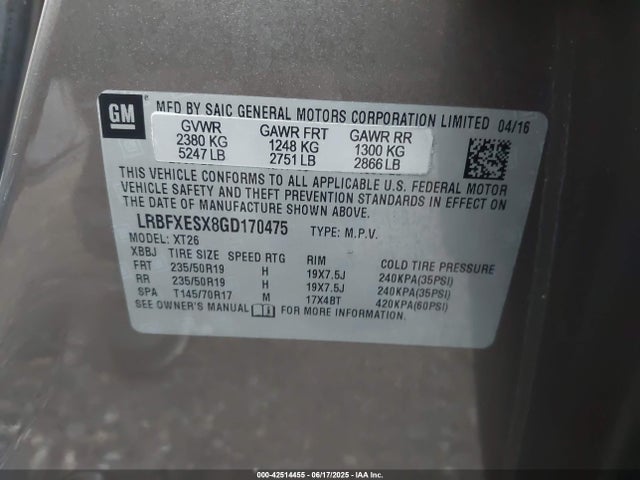 GM
MFD BY SAIC GENERAL MOTORS CORPORATION LIMITED 04/16
GVWR GAWR FRT GAWR RR
2380 KG 1248 KG 1300 KG
5247 LB 2751 LB 2866 LB
THIS VEHICLE CONFORMS TO ALL APPLICABLE U.S. FEDERAL MOTOR
VEHICLE SAFETY AND THEFT PREVENTION STANDARDS IN EFFECT ON
THE DATE OF MANUFACTURE SHOWN ABOVE.
LRBFXESX8GD170475 TYPE: M.P.V.
MODEL: XT26
XBBJ TIRE SIZE SPEED RTG RIM COLD TIRE PRESSURE
FRT 235/50R19 H 19X7.5J 240KPA(35PSI)
RR 235/50R19 H 19X7.5J 240KPA(35PSI)
SPA T145/70R17 M 17X4BT 420KPA(60PSI)
SEE OWNER'S MANUAL FOR MORE INFORMATION.
000-42514455 - 06/17/2025 - IAA, Inc.